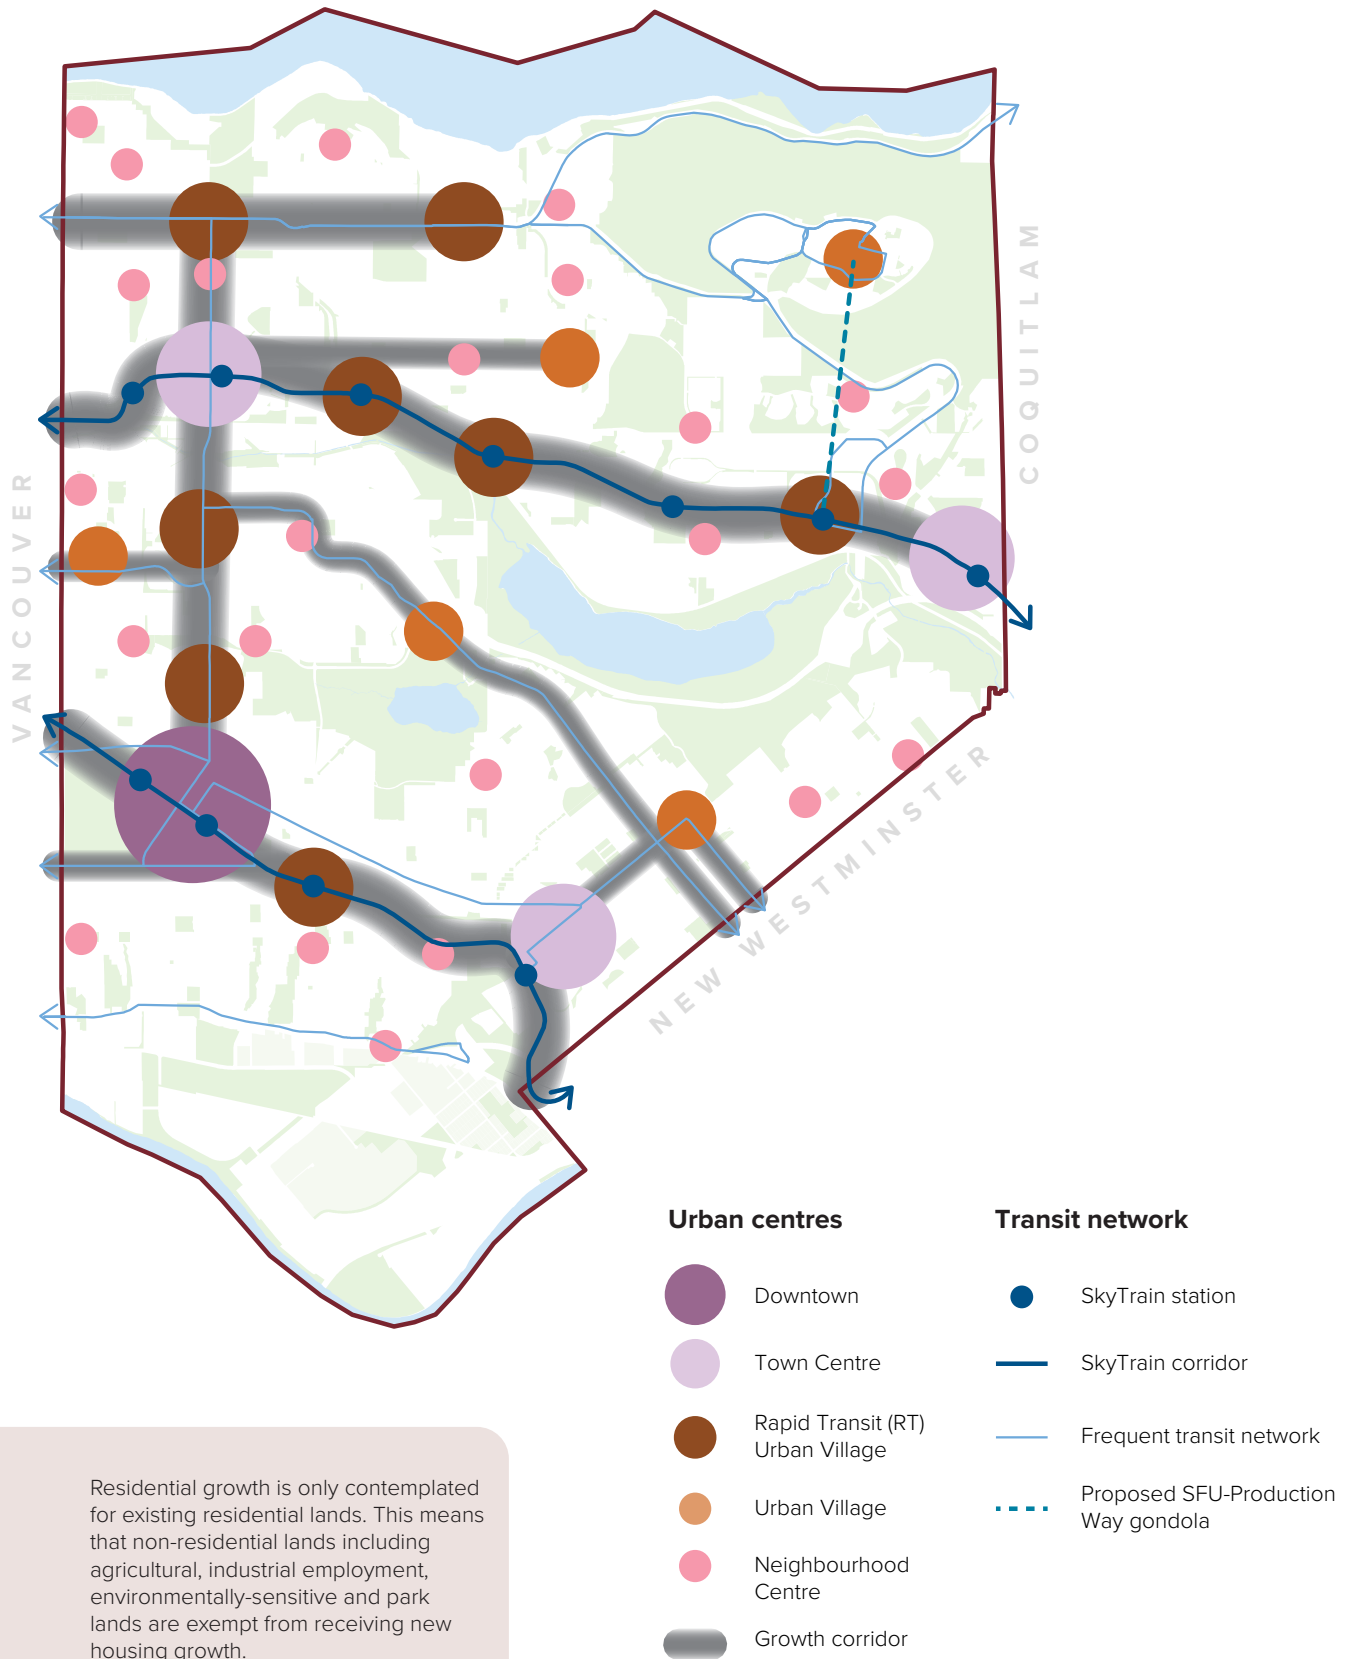 COQUITLAM
VANCOUVER
NEW WESTMINSTER
Urban centres
Downtown
Town Centre
Rapid Transit (RT)
Urban Village
Urban Village
Neighbourhood
Centre
Growth corridor
Transit network
SkyTrain station
SkyTrain corridor
Frequent transit network
Proposed SFU-Production
Way gondola
Residential growth is only contemplated
for existing residential lands. This means
that non-residential lands including
agricultural, industrial employment,
environmentally-sensitive and park
lands are exempt from receiving new
housing growth.